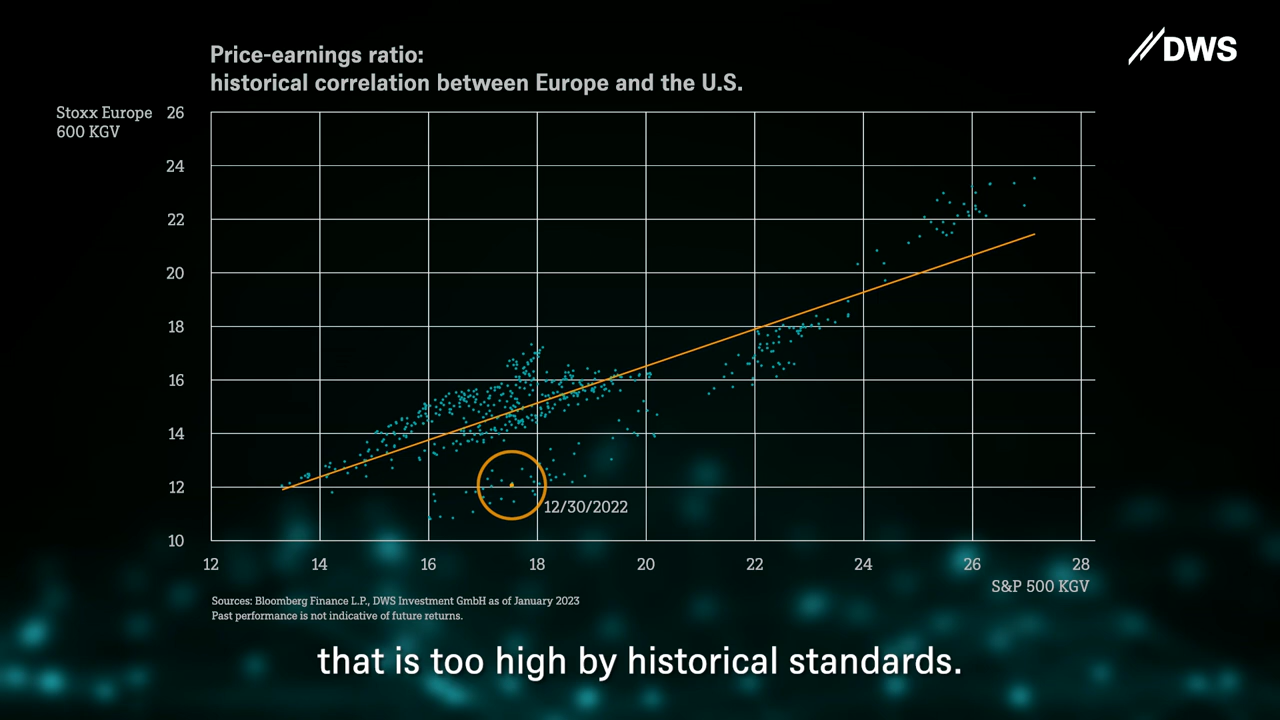 Price-earnings ratio:
historical correlation between Europe and the U.S.
DWS
Stoxx Europe
600 KGV
26
24
22
20
18
16
14
12
10
12/30/2022
12 14 16 18 20 22 24 26 28
S&P 500 KGV
Sources: Bloomberg Finance L.P., DWS Investment GmbH as of January 2023
Past performance is not indicative of future returns.
that is too high by historical standards.